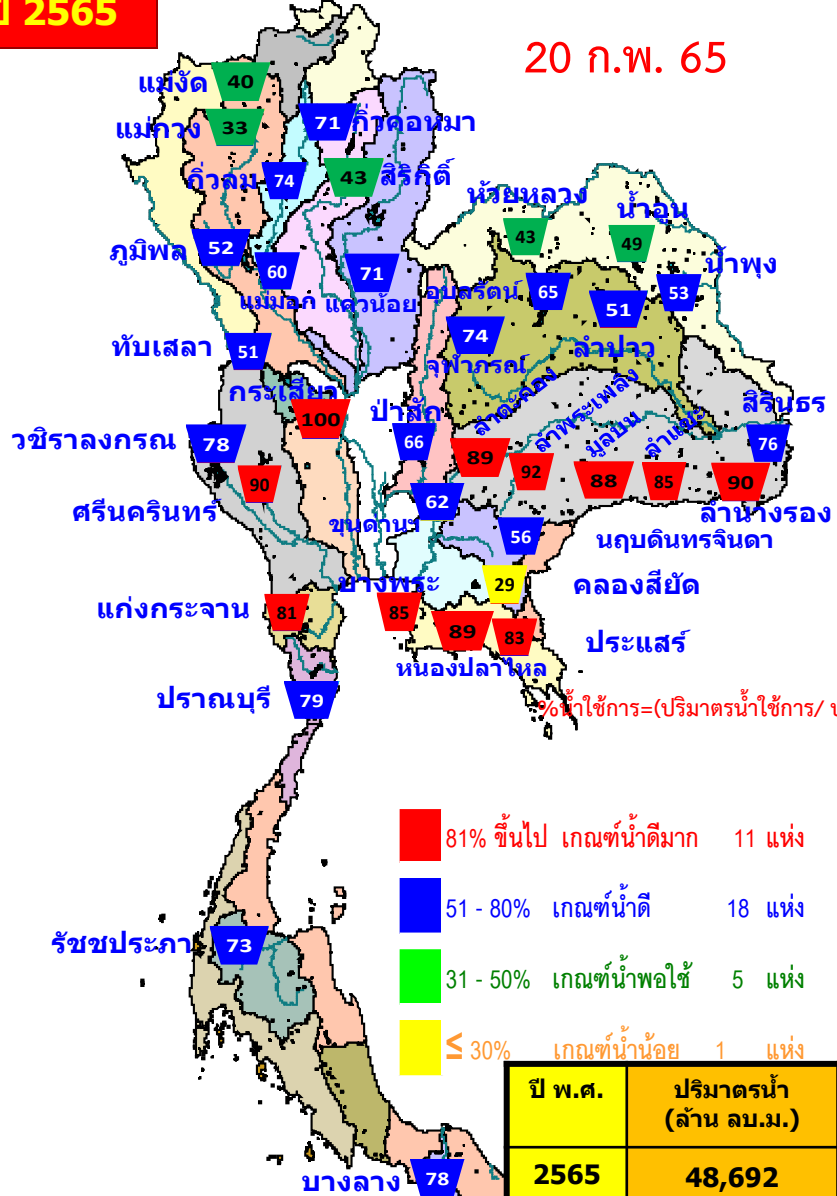 ปี 2565
20 ก.พ. 65
แม่งัด
40
แม่กวง
33
71
กิ่วคอหมา
กิ่วลม
74
43
สิริกิติ์
ห้วยหลวง
43
น้ำอูน
49
ภูมิพล
52
60
แม่มอก
71
แควน้อย
อุบลรัตน์
65
51
53
น้ำพุง
74
จุฬาภรณ์
ลำปาว
ทับเสลา
51
กระเสียว
100
ป่าสัก
66
ลำตะคอง
89
ลำพระเพลิง
92
มูลบน
88
ลำแชะ
85
สิรินธร
76
90
ลำนางรอง
วชิราลงกรณ
78
90
ศรีนครินทร์
62
ขุนด่านฯ
56
นฤบดินทรจินดา
29
คลองสียัด
แก่งกระจาน
81
บางพระ
85
89
หนองปลาไหล
83
ประแสร์
ปราณบุรี
79
%น้ำใช้การ=(ปริมาตรน้ำใช้การ/
81% ขึ้นไป เกณฑ์น้ำดีมาก 11 แห่ง
51 - 80% เกณฑ์น้ำดี 18 แห่ง
31 - 50% เกณฑ์น้ำพอใช้ 5 แห่ง
≤ 30% เกณฑ์น้ำน้อย 1 แห่ง
รัชชประภา
73
บางลาง
78
ปี พ.ศ. ปริมาตรน้ำ
(ล้าน ลบ.ม.)
2565 48,692